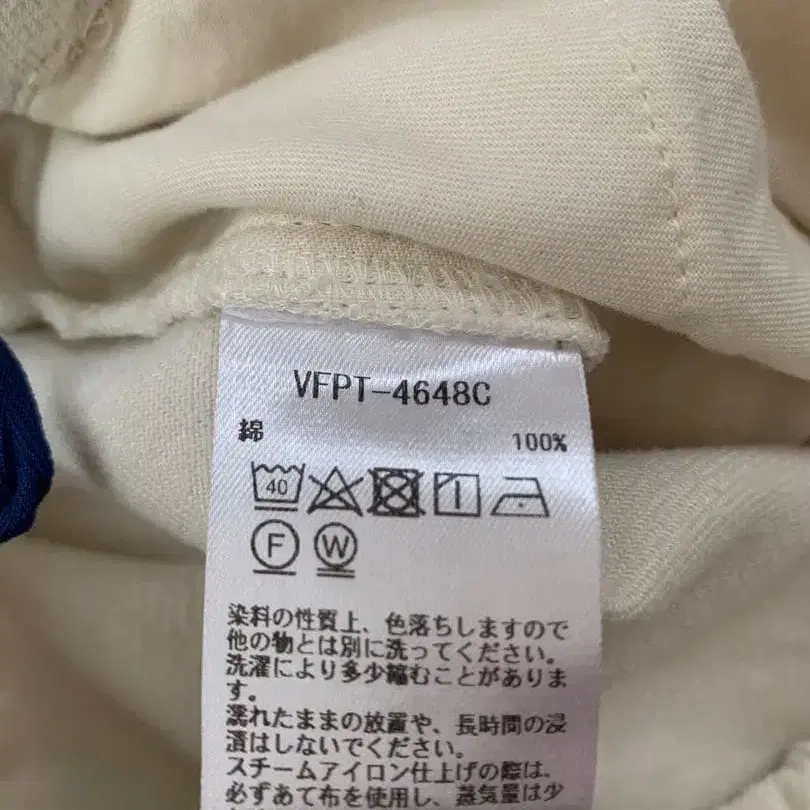 VFPT-4648C
綿 100%
40
F W
染料の性質上、色落ちしますので
他の物とは別に洗ってください。
洗濯により多少縮むことがありま
す。
濡れたままの放置や、長時間の浸
漬はしないでください。
スチームアイロン仕上げの際は、
必ずあて布を使用し、蒸気量は少